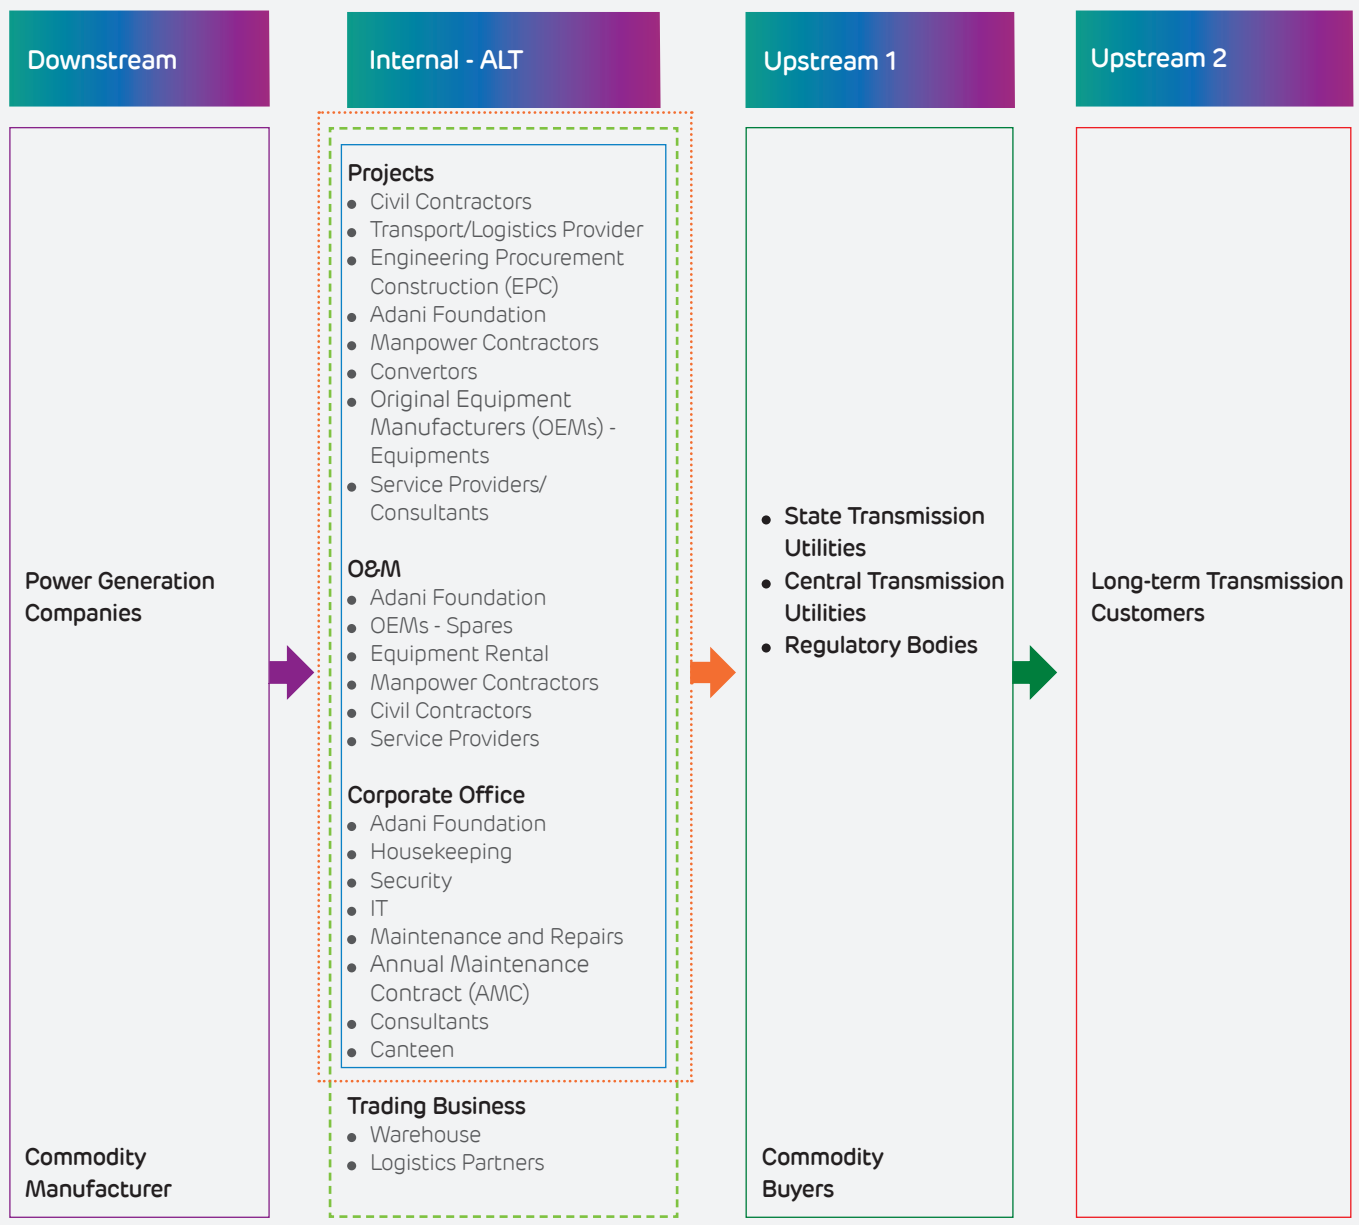 Downstream
Internal - ALT
Upstream 1
Upstream 2
Power Generation
Companies
Commodity
Manufacturer
Projects
● Civil Contractors
● Transport/Logistics Provider
● Engineering Procurement
Construction (EPC)
● Adani Foundation
● Manpower Contractors
● Convertors
● Original Equipment
Manufacturers (OEMs) -
Equipments
● Service Providers/
Consultants
O&M
● Adani Foundation
● OEMs - Spares
● Equipment Rental
● Manpower Contractors
● Civil Contractors
● Service Providers
Corporate Office
● Adani Foundation
● Housekeeping
● Security
● IT
● Maintenance and Repairs
● Annual Maintenance
Contract (AMC)
● Consultants
● Canteen
Trading Business
● Warehouse
● Logistics Partners
● State Transmission
Utilities
● Central Transmission
Utilities
● Regulatory Bodies
Commodity
Buyers
Long-term Transmission
Customers